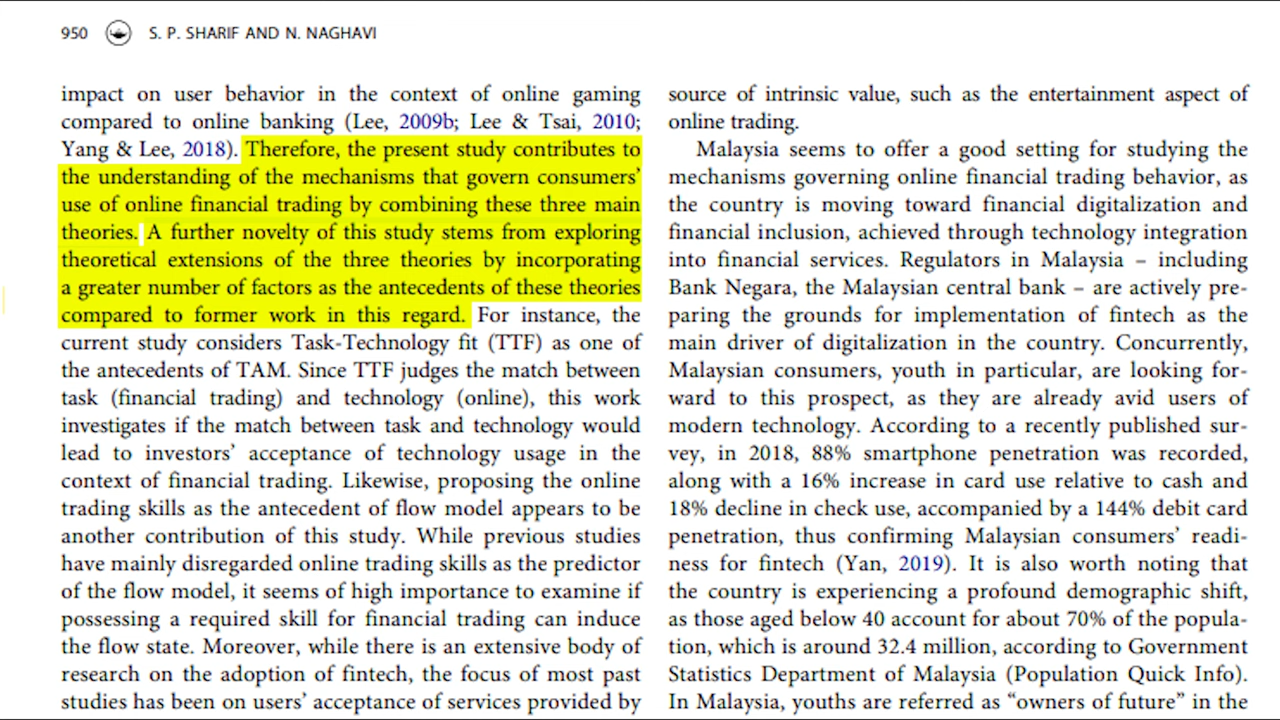 950 S. P. SHARIF AND N. NAGHAVI
impact on user behavior in the context of online gaming
compared to online banking (Lee, 2009b; Lee & Tsai, 2010;
Yang & Lee, 2018). Therefore, the present study contributes to
the understanding of the mechanisms that govern consumers’
use of online financial trading by combining these three main
theories. A further novelty of this study stems from exploring
theoretical extensions of the three theories by incorporating
a greater number of factors as the antecedents of these theories
compared to former work in this regard. For instance, the
current study considers Task-Technology fit (TTF) as one of
the antecedents of TAM. Since TTF judges the match between
task (financial trading) and technology (online), this work
investigates if the match between task and technology would
lead to investors’ acceptance of technology usage in the
context of financial trading. Likewise, proposing the online
trading skills as the antecedent of flow model appears to be
another contribution of this study. While previous studies
have mainly disregarded online trading skills as the predictor
of the flow model, it seems of high importance to examine if
possessing a required skill for financial trading can induce
the flow state. Moreover, while there is an extensive body of
research on the adoption of fintech, the focus of most past
studies has been on users’ acceptance of services provided by
source of intrinsic value, such as the entertainment aspect of
online trading.
Malaysia seems to offer a good setting for studying the
mechanisms governing online financial trading behavior, as
the country is moving toward financial digitalization and
financial inclusion, achieved through technology integration
into financial services. Regulators in Malaysia – including
Bank Negara, the Malaysian central bank – are actively pre-
paring the grounds for implementation of fintech as the
main driver of digitalization in the country. Concurrently,
Malaysian consumers, youth in particular, are looking for-
ward to this prospect, as they are already avid users of
modern technology. According to a recently published sur-
vey, in 2018, 88% smartphone penetration was recorded,
along with a 16% increase in card use relative to cash and
18% decline in check use, accompanied by a 144% debit card
penetration, thus confirming Malaysian consumers’ readi-
ness for fintech (Yan, 2019). It is also worth noting that
the country is experiencing a profound demographic shift,
as those aged below 40 account for about 70% of the popula-
tion, which is around 32.4 million, according to Government
Statistics Department of Malaysia (Population Quick Info).
In Malaysia, youths are referred as “owners of future” in the